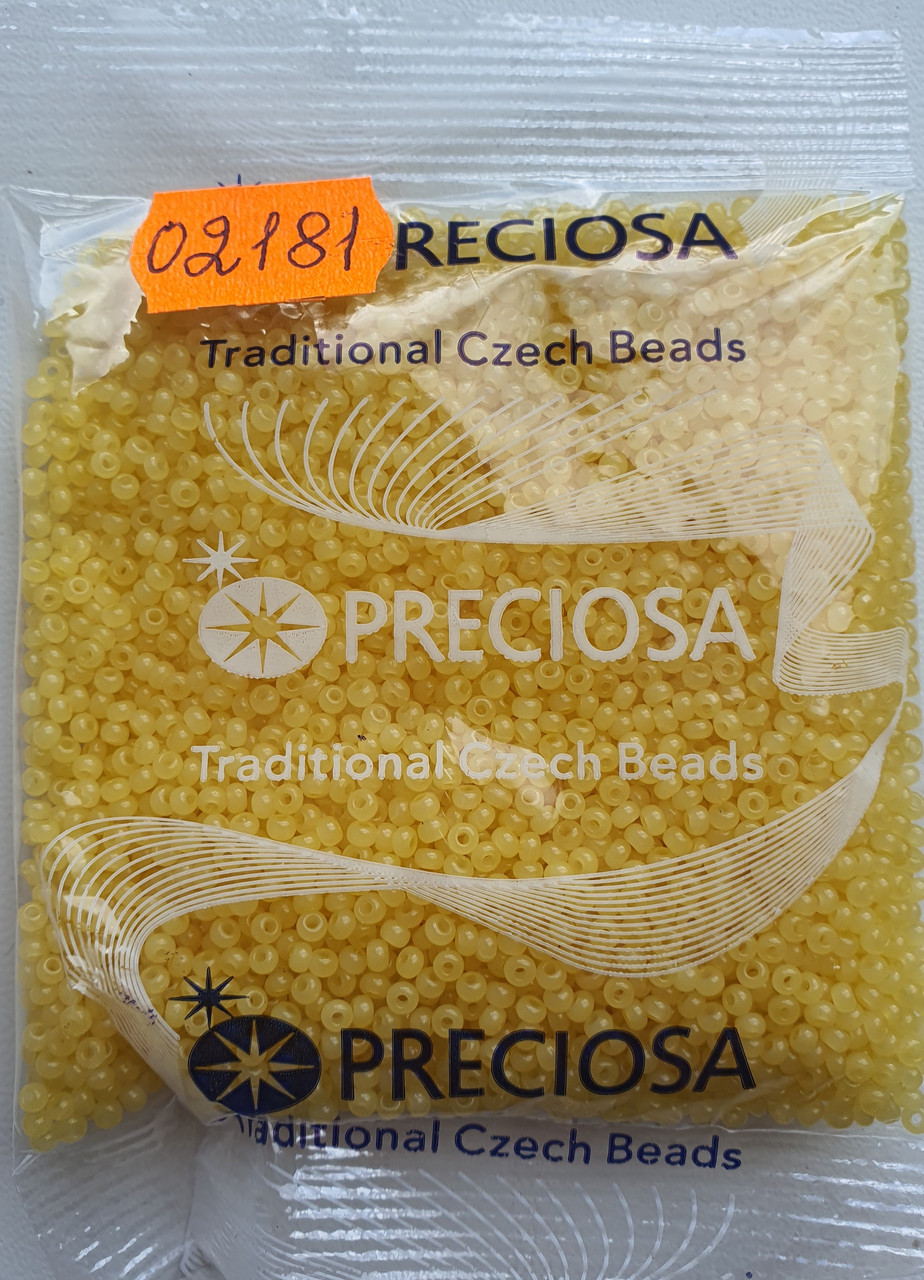 02181 RECIOSA
Traditional Czech Beads
PRECIOSA
Traditional Czech Beads
PRECIOSA
Traditional Czech Beads